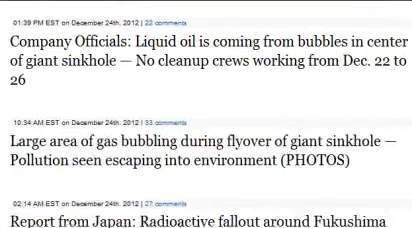 01:39 PM EST on December 24th, 2012 | 22 comments
Company Officials: Liquid oil is coming from bubbles in center
of giant sinkhole — No cleanup crews working from Dec. 22 to
26
10:34 AM EST on December 24th, 2012 | 33 comments
Large area of gas bubbling during flyover of giant sinkhole —
Pollution seen escaping into environment (PHOTOS)
02:14 AM EST on December 24th, 2012 | 27 comments
Report from Japan: Radioactive fallout around Fukushima